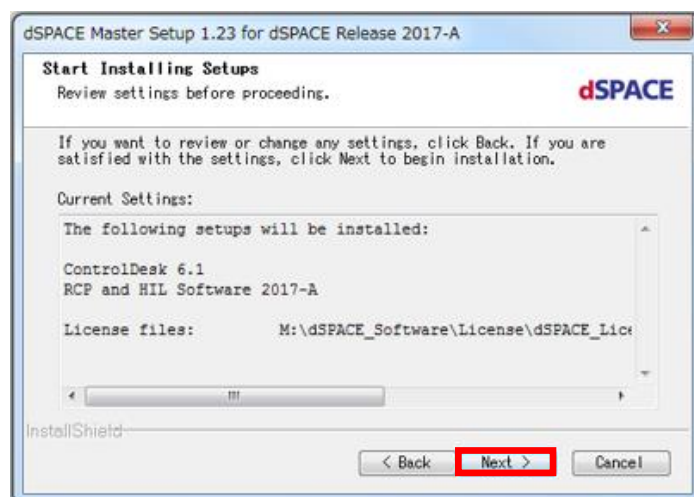 dSPACE Master Setup 1.23 for dSPACE Release 2017-A
Start Installing Setups
Review settings before proceeding.
dSPACE
If you want to review or change any settings, click Back. If you are
satisfied with the settings, click Next to begin installation.
Current Settings:
The following setups will be installed:
ControlDesk 6.1
RCP and HIL Software 2017-A
License files: M:\dSPACE_Software\License\dSPACE_Lice
InstallShield
< Back Next > Cancel